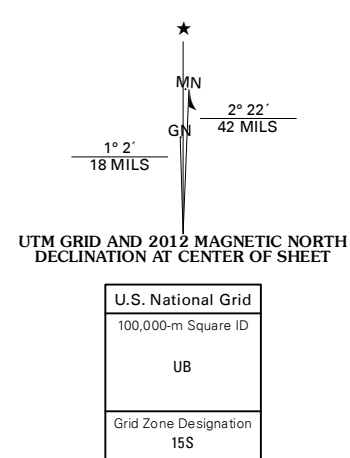 ★
MN
2° 22´
42 MILS
GN
1° 2´
18 MILS
UTM GRID AND 2012 MAGNETIC NORTH
DECLINATION AT CENTER OF SHEET
U.S. National Grid
100,000-m Square ID
UB
Grid Zone Designation
15S